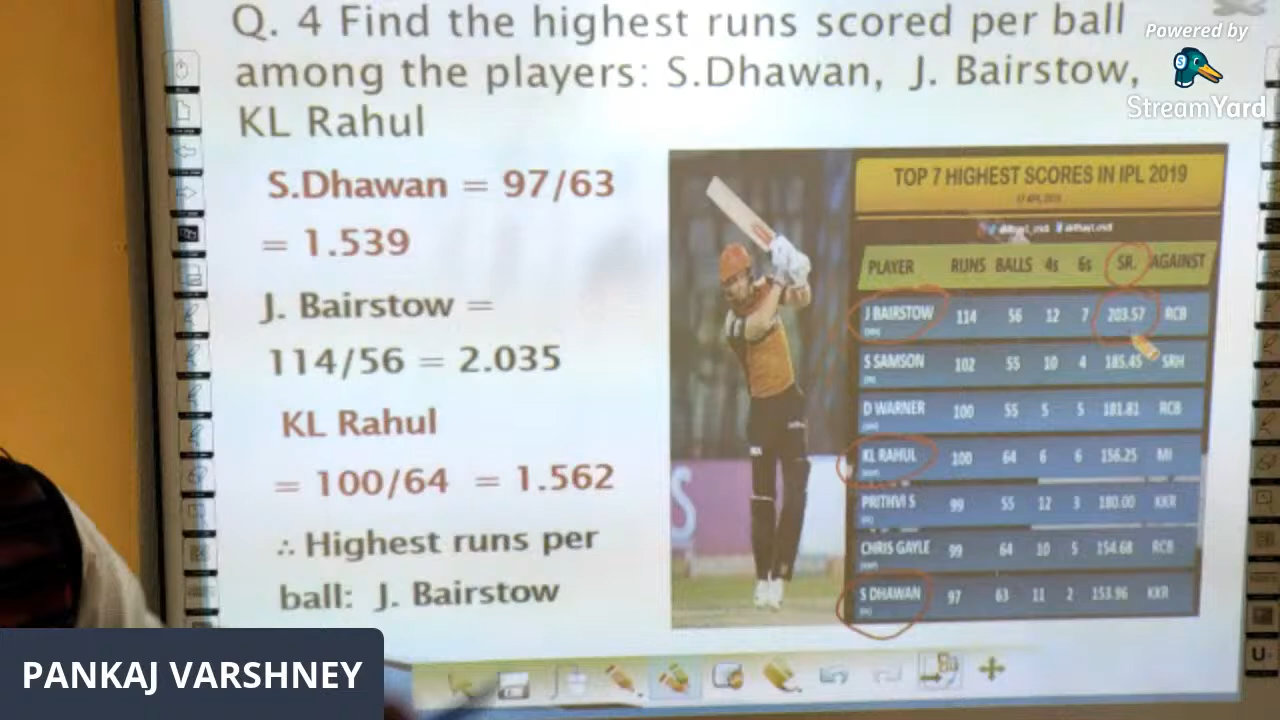 Q. 4 Find the highest runs scored per ball
among the players: S.Dhawan, J. Bairstow,
KL Rahul
Powered by
StreamYard
S.Dhawan = 97/63
= 1.539
J. Bairstow =
114/56 = 2.035
KL Rahul
= 100/64 = 1.562
∴ Highest runs per
ball: J. Bairstow
TOP 7 HIGHEST SCORES IN IPL 2019
PLAYER RUNS BALLS 4s 6s SR. AGAINST
J BAIRSTOW 114 56 12 7 203.57 RCB
S SAMSON 102 55 10 4 185.45 SRH
D WARNER 100 55 5 5 181.81 RCB
KL RAHUL 100 64 6 6 156.25 MI
PRITHVI S 99 55 12 3 180.00 KKR
CHRIS GAYLE 99 64 10 5 154.68 RCB
S DHAWAN 97 63 11 2 153.96 KKR
PANKAJ VARSHNEY